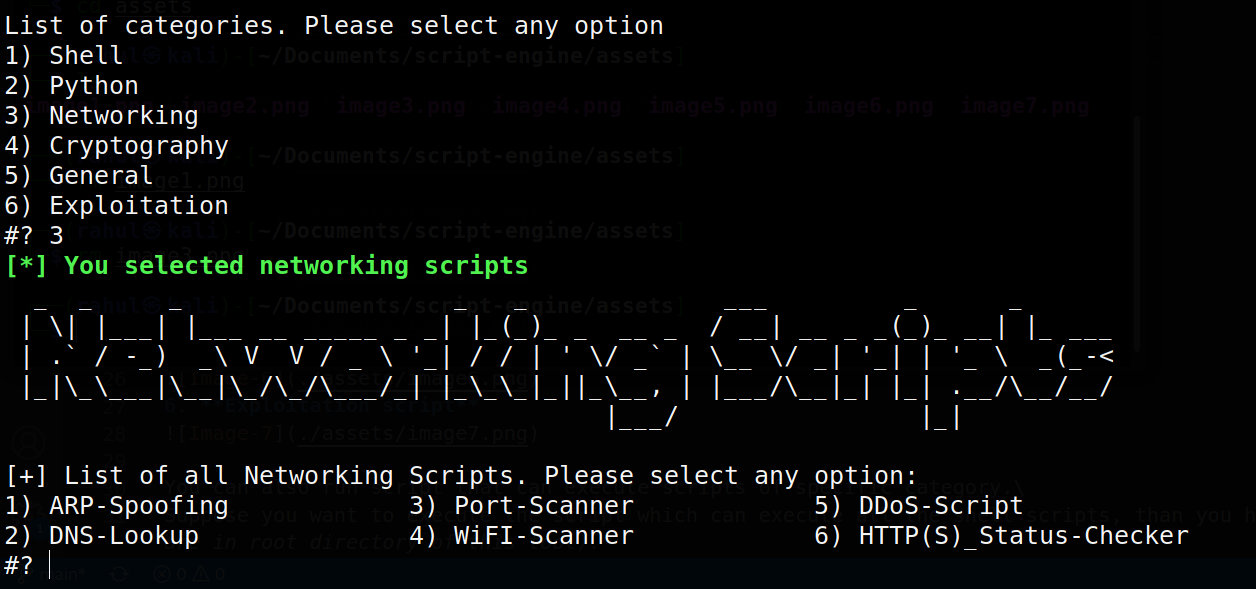 List of categories. Please select any option
1) Shell
2) Python
3) Networking
4) Cryptography
5) General
6) Exploitation
#? 3
[*] You selected networking scripts
Networking Scripts
[+] List of all Networking Scripts. Please select any option:
1) ARP-Spoofing 3) Port-Scanner 5) DDoS-Script
2) DNS-Lookup 4) WiFI-Scanner 6) HTTP(S)_Status-Checker
#?